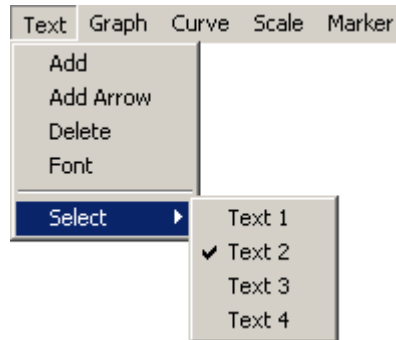 Text Graph Curve Scale Marker
Add
Add Arrow
Delete
Font
Select
Text 1
Text 2
Text 3
Text 4